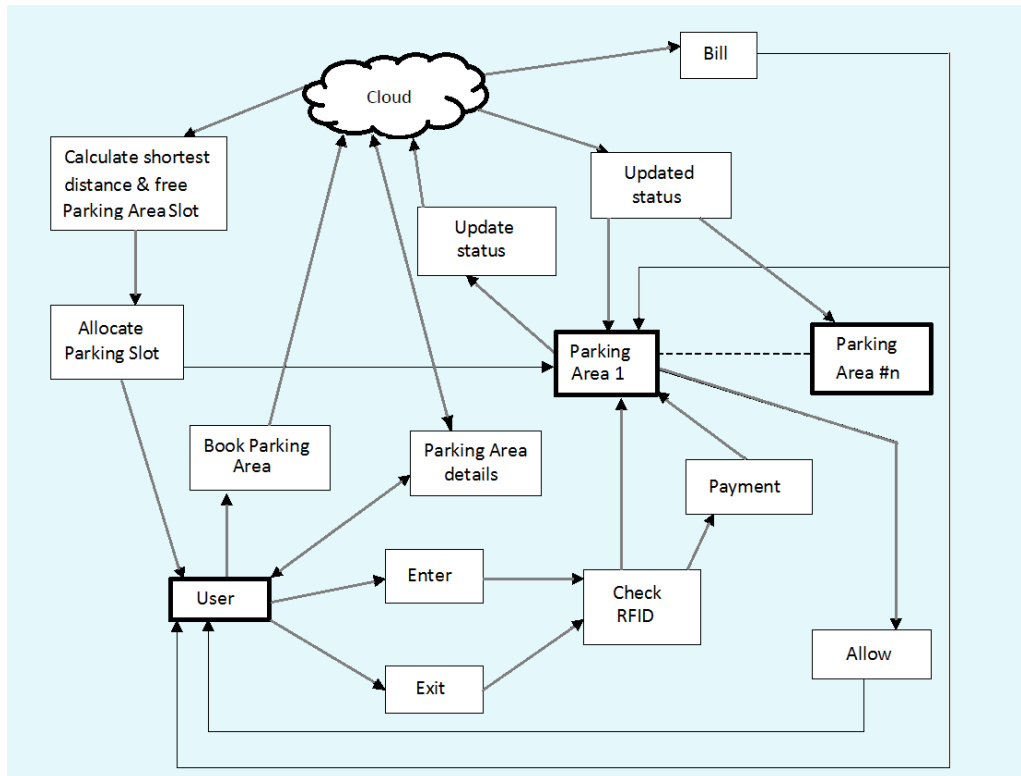 Bill
Cloud
Calculate shortest
distance & free
Parking Area Slot
Updated
status
Update
status
Allocate
Parking Slot
Parking
Area 1
Parking
Area #n
Book Parking
Area
Parking Area
details
Payment
Enter
Check
RFID
User
Allow
Exit